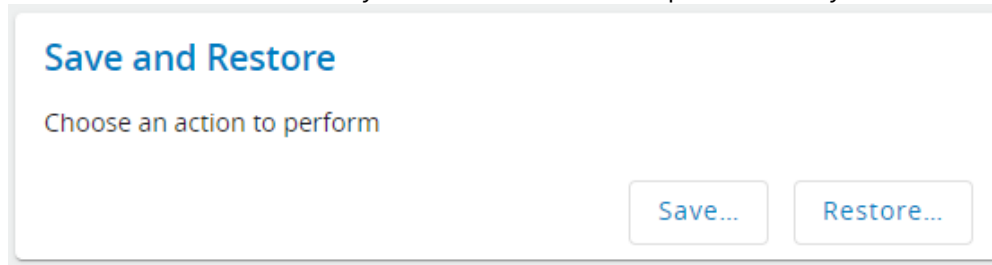 Save and Restore
Choose an action to perform
Save...
Restore...